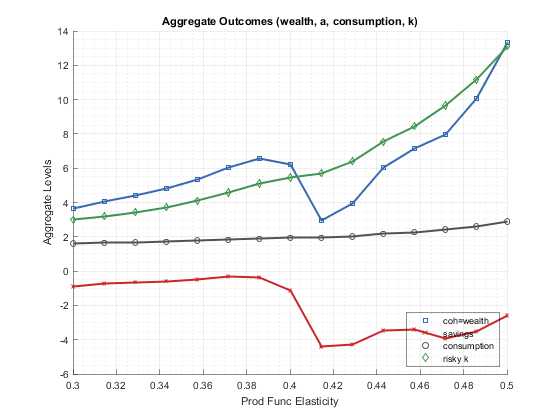 Aggregate Outcomes (wealth, a, consumption, k)
14
12
10
8
6
4
2
0
-2
-4
-6
Aggregate Levels
coh=wealth
savings
consumption
risky k
0.3 0.32 0.34 0.36 0.38 0.4 0.42 0.44 0.46 0.48 0.5
Prod Func Elasticity